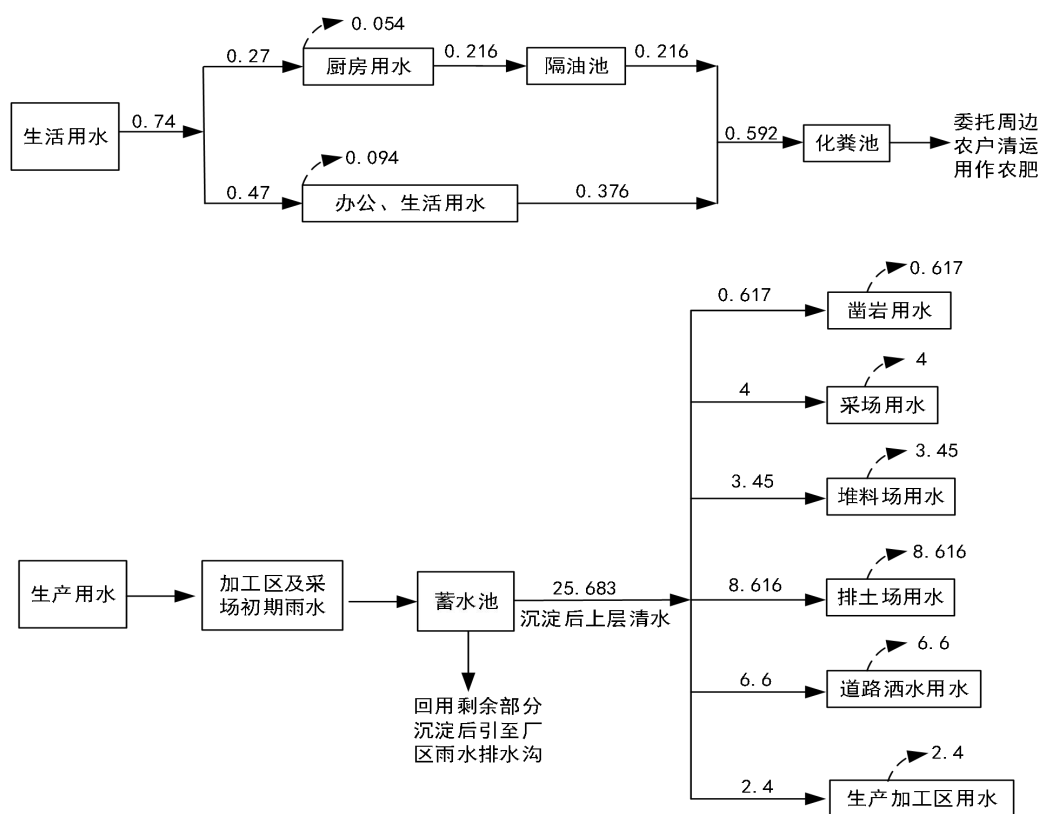 0.054
0.27
厨房用水
0.216
隔油池
0.216
生活用水
0.74
0.592
化粪池
委托周边
农户清运
用作农肥
0.094
0.47
办公、生活用水
0.376
0.617
0.617
凿岩用水
4
4
采场用水
3.45
3.45
堆料场用水
生产用水
加工区及采
场初期雨水
蓄水池
25.683
沉淀后上层清水
8.616
8.616
排土场用水
6.6
6.6
道路洒水用水
回用剩余部分
沉淀后引至厂
区雨水排水沟
2.4
2.4
生产加工区用水